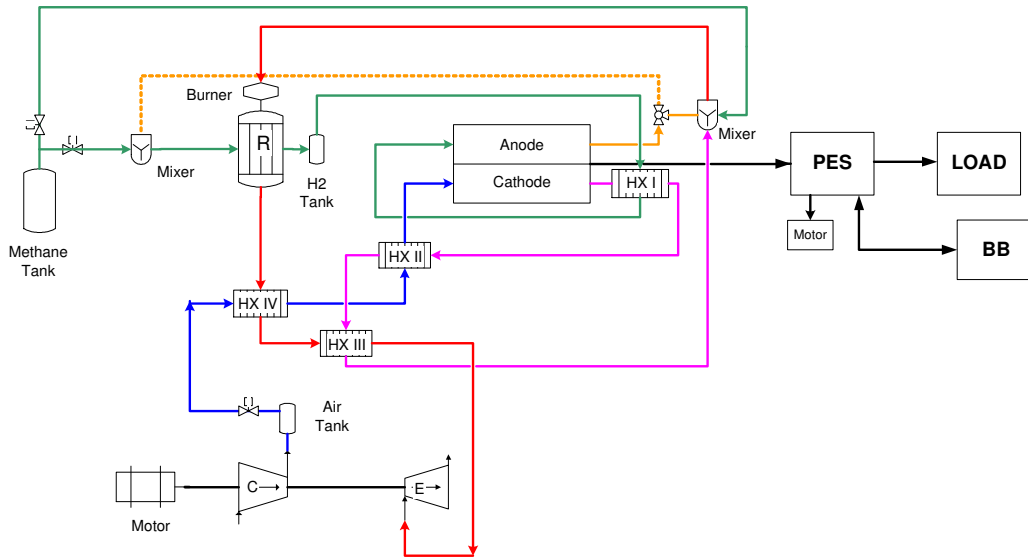 Burner
R
Mixer
H2
Tank
Methane
Tank
Anode
Cathode
HX I
Mixer
PES
LOAD
Motor
BB
HX II
HX IV
HX III
Air
Tank
C
E
Motor